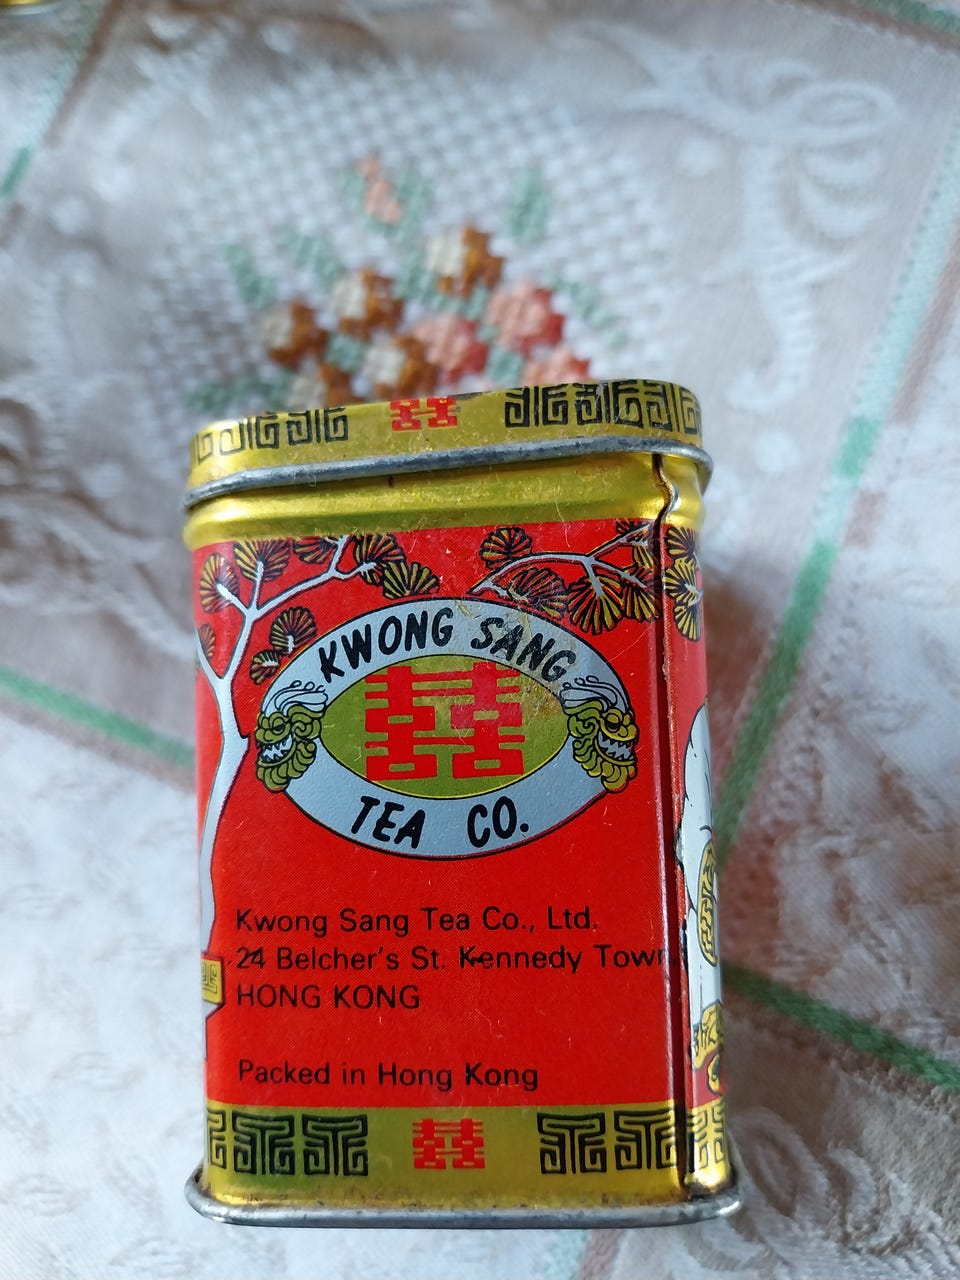 囍
KWONG SANG
囍
TEA CO.
Kwong Sang Tea Co., Ltd.
24 Belcher's St. Kennedy Town
HONG KONG
Packed in Hong Kong
囍